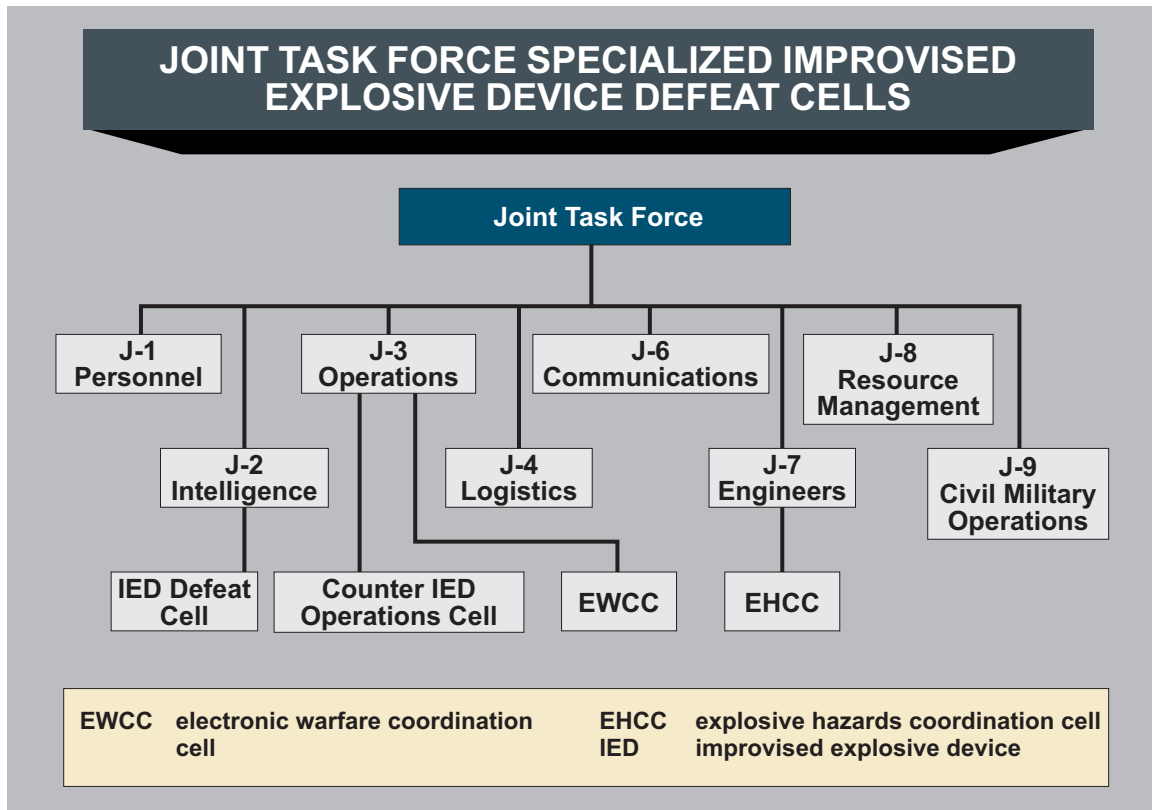 JOINT TASK FORCE SPECIALIZED IMPROVISED
EXPLOSIVE DEVICE DEFEAT CELLS
Joint Task Force
J-1
Personnel
J-3
Operations
J-6
Communications
J-8
Resource
Management
J-2
Intelligence
J-4
Logistics
J-7
Engineers
J-9
Civil Military
Operations
IED Defeat
Cell
Counter IED
Operations Cell
EWCC
EHCC
EWCC electronic warfare coordination
cell
EHCC explosive hazards coordination cell
IED improvised explosive device